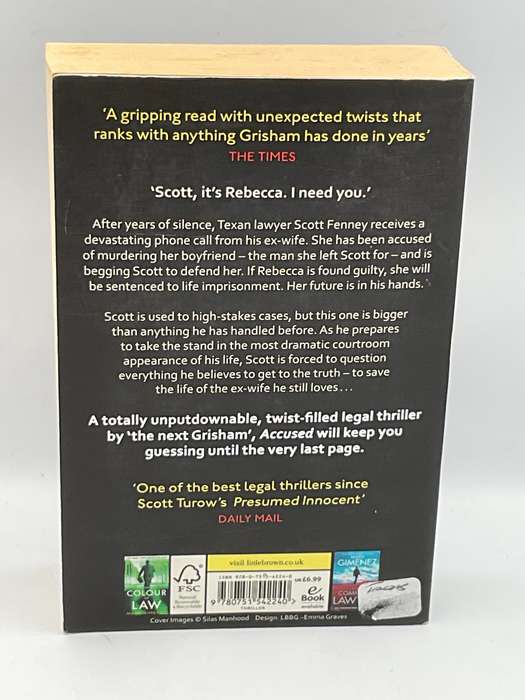 ‘A gripping read with unexpected twists that
ranks with anything Grisham has done in years’
THE TIMES
‘Scott, it’s Rebecca. I need you.’
After years of silence, Texan lawyer Scott Fenney receives a
devastating phone call from his ex-wife. She has been accused
of murdering her boyfriend – the man she left Scott for – and is
begging Scott to defend her. If Rebecca is found guilty, she will
be sentenced to life imprisonment. Her future is in his hands.
Scott is used to high-stakes cases, but this one is bigger
than anything he has handled before. As he prepares
to take the stand in the most dramatic courtroom
appearance of his life, Scott is forced to question
everything he believes to get to the truth – to save
the life of the ex-wife he still loves...
A totally unputdownable, twist-filled legal thriller
by ‘the next Grisham’, Accused will keep you
guessing until the very last page.
‘One of the best legal thrillers since
Scott Turow’s Presumed Innocent’
DAILY MAIL
visit littlebrown.co.uk
UK£6.99
9 780751 542240
THRILLER
COLOUR
LAW
FSC
e
Book
available
GIMENEZ
LAW
Cover Images © Silas Manhood Design LBBG - Emma Graves